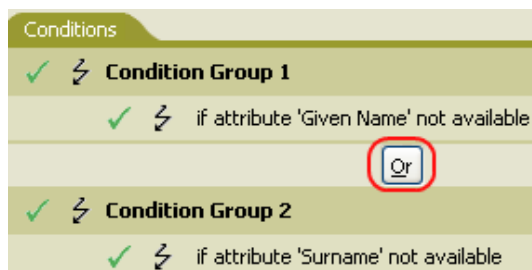 Conditions
Condition Group 1
if attribute 'Given Name' not available
Or
Condition Group 2
if attribute 'Surname' not available